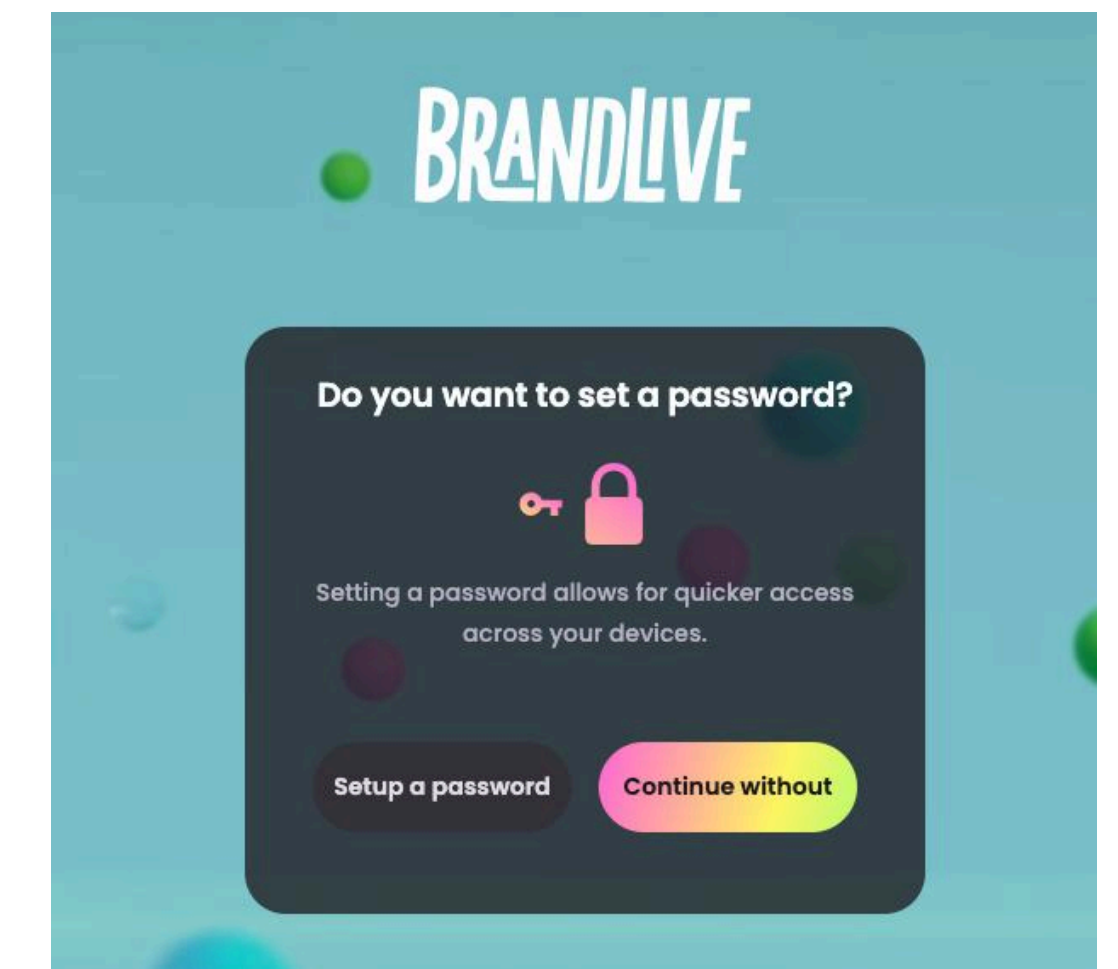 BRANDLIVE
Do you want to set a password?
Setting a password allows for quicker access
across your devices.
Setup a password
Continue without